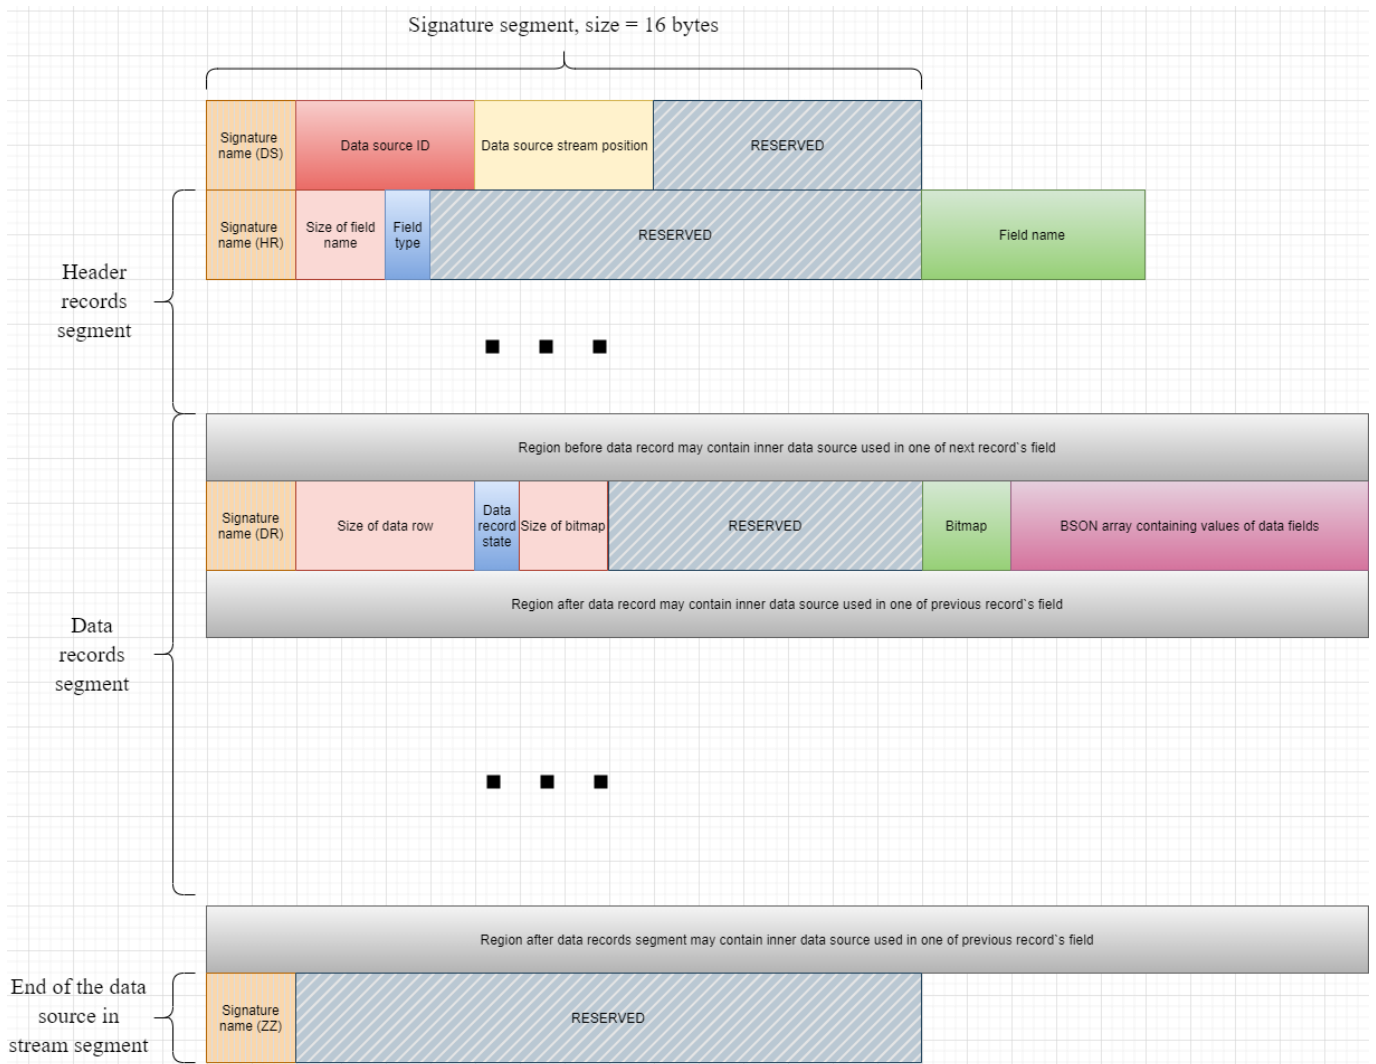 Signature segment, size = 16 bytes
Signature
name (DS)
Data source ID
Data source stream position
RESERVED
Header
records
segment
Signature
name (HR)
Size of field
name
Field
type
RESERVED
Field name
Region before data record may contain inner data source used in one of next record`s field
Data
records
segment
Signature
name (DR)
Size of data row
Data
record
state
Size of bitmap
RESERVED
Bitmap
BSON array containing values of data fields
Region after data record may contain inner data source used in one of previous record`s field
Region after data records segment may contain inner data source used in one of previous record`s field
End of the data
source in
stream segment
Signature
name (ZZ)
RESERVED